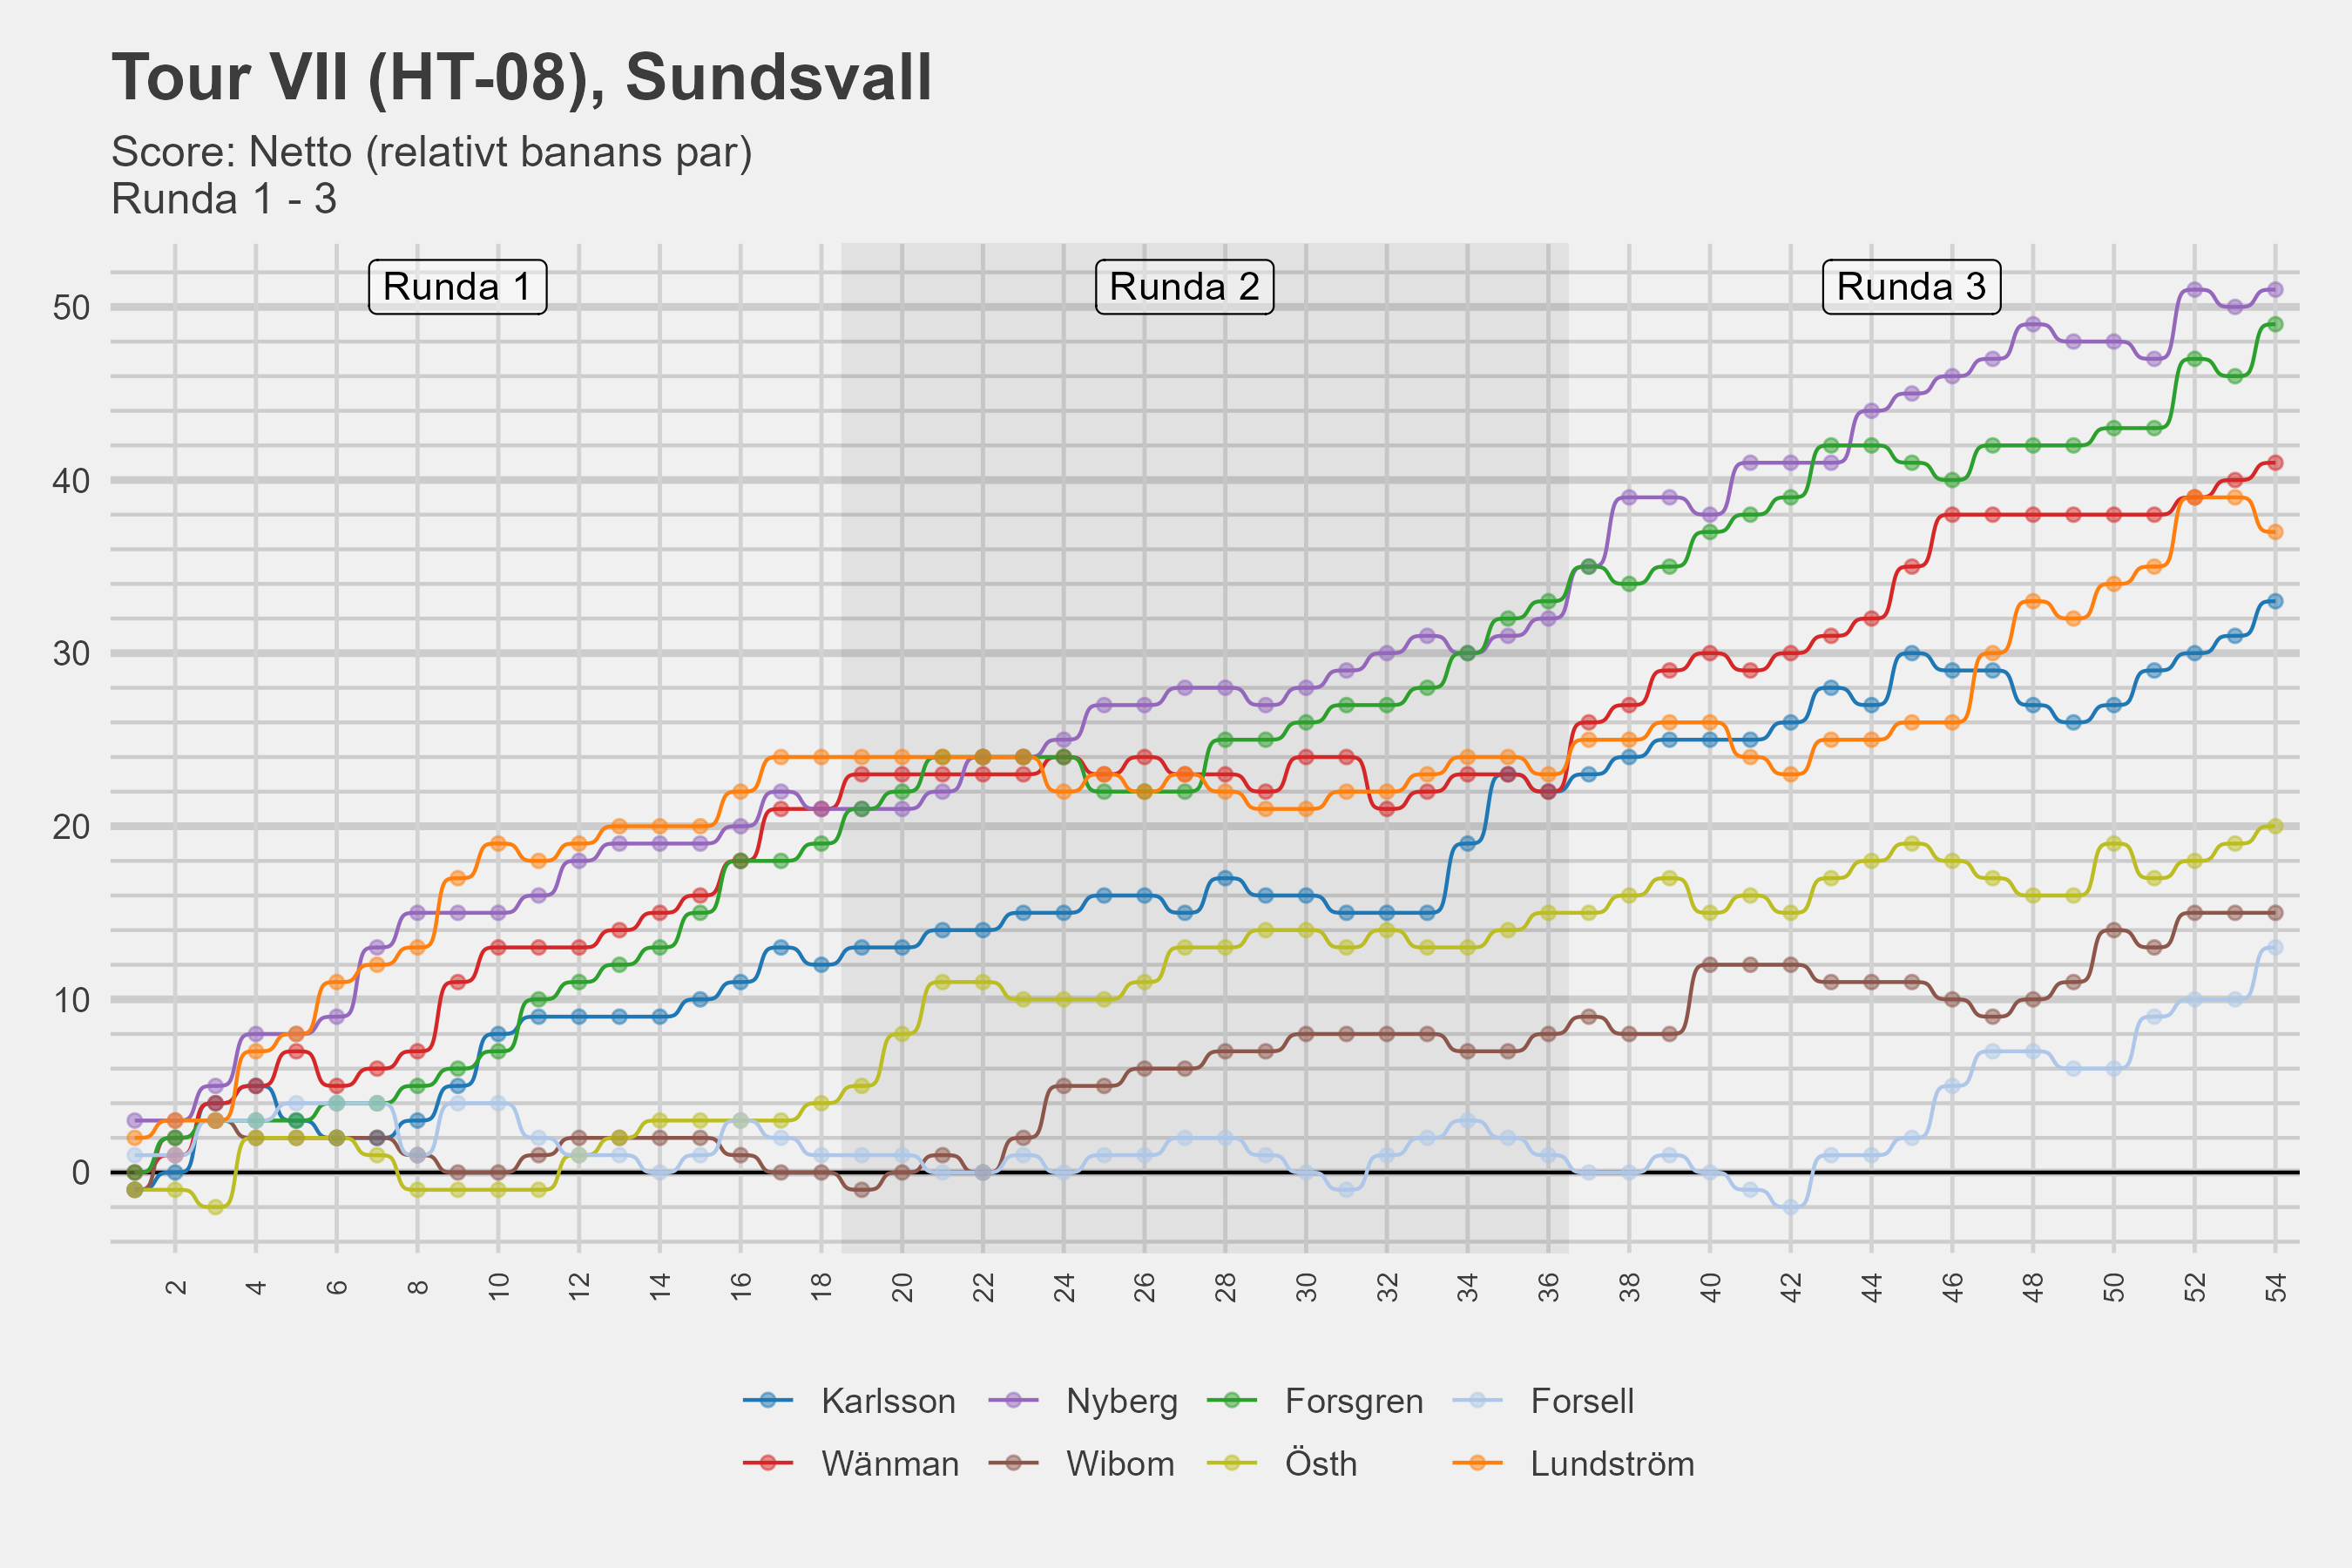 Tour VII (HT-08), Sundsvall
Score: Netto (relativt banans par)
Runda 1 - 3
Runda 1 Runda 2 Runda 3
50
40
30
20
10
0
2 4 6 8 10 12 14 16 18 20 22 24 26 28 30 32 34 36 38 40 42 44 46 48 50 52 54
Karlsson Nyberg Forsgren Forsell
Wänman Wibom Östh Lundström